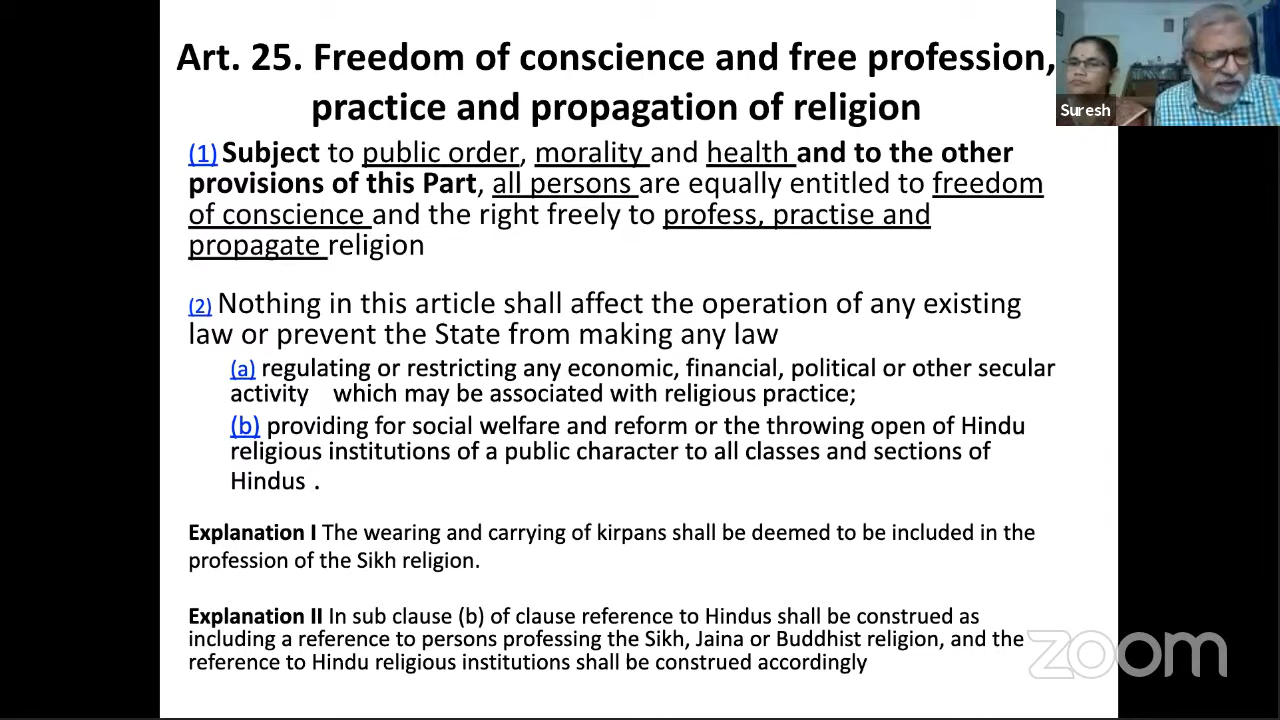 Art. 25. Freedom of conscience and free profession,
practice and propagation of religion
(1) Subject to public order, morality and health and to the other
provisions of this Part, all persons are equally entitled to freedom
of conscience and the right freely to profess, practise and
propagate religion
(2) Nothing in this article shall affect the operation of any existing
law or prevent the State from making any law
(a) regulating or restricting any economic, financial, political or other secular
activity which may be associated with religious practice;
(b) providing for social welfare and reform or the throwing open of Hindu
religious institutions of a public character to all classes and sections of
Hindus .
Explanation I The wearing and carrying of kirpans shall be deemed to be included in the
profession of the Sikh religion.
Explanation II In sub clause (b) of clause reference to Hindus shall be construed as
including a reference to persons professing the Sikh, Jaina or Buddhist religion, and the
reference to Hindu religious institutions shall be construed accordingly
Suresh
zoom